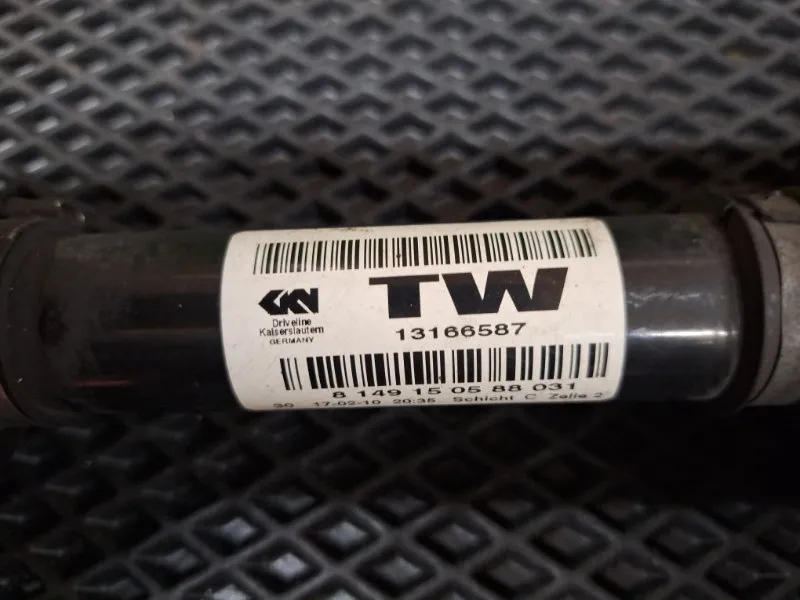 TW
GKN
Driveline
Kaiserslautern
GERMANY
13166587
8 149 15 05 88 031
30 17-02-10 20:35 Schicht C Zelle 2